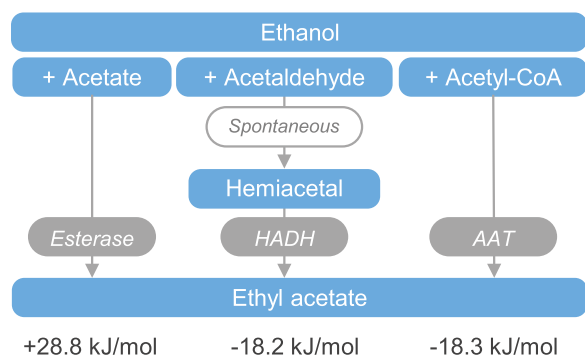 Ethanol
+ Acetate + Acetaldehyde + Acetyl-CoA
Spontaneous
Hemiacetal
Esterase HADH AAT
Ethyl acetate
+28.8 kJ/mol -18.2 kJ/mol -18.3 kJ/mol